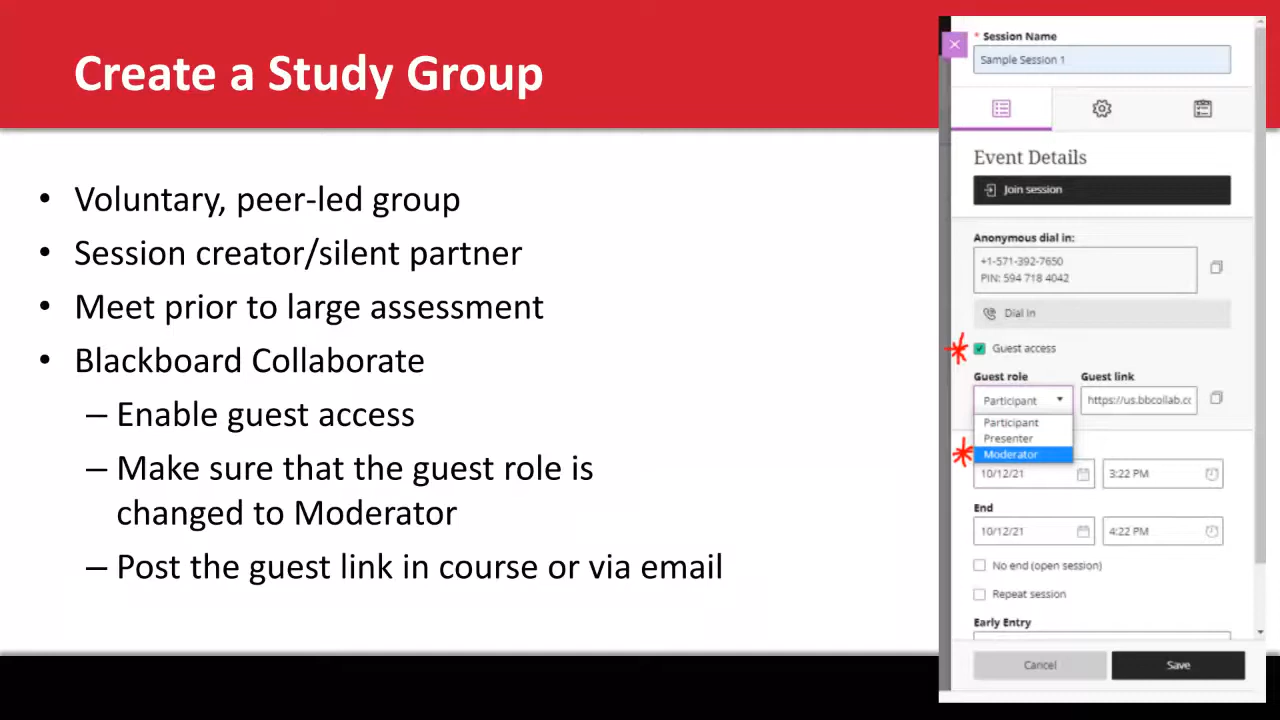 Create a Study Group
• Voluntary, peer-led group
• Session creator/silent partner
• Meet prior to large assessment
• Blackboard Collaborate
– Enable guest access
– Make sure that the guest role is
changed to Moderator
– Post the guest link in course or via email
* Session Name
Sample Session 1
Event Details
Join session
Anonymous dial in:
+1-571-392-7650
PIN: 594 718 4042
Dial in
Guest access
Guest role Guest link
Participant https://us.bbcollab.cc
Participant
Presenter
Moderator
10/12/21 3:22 PM
End
10/12/21 4:22 PM
No end (open session)
Repeat session
Early Entry
Cancel Save